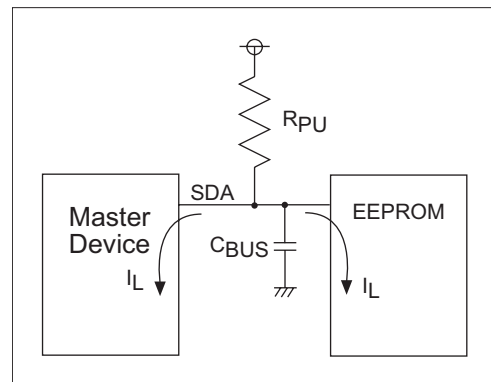 RPU
SDA
Master
Device
EEPROM
CBUS
IL
IL